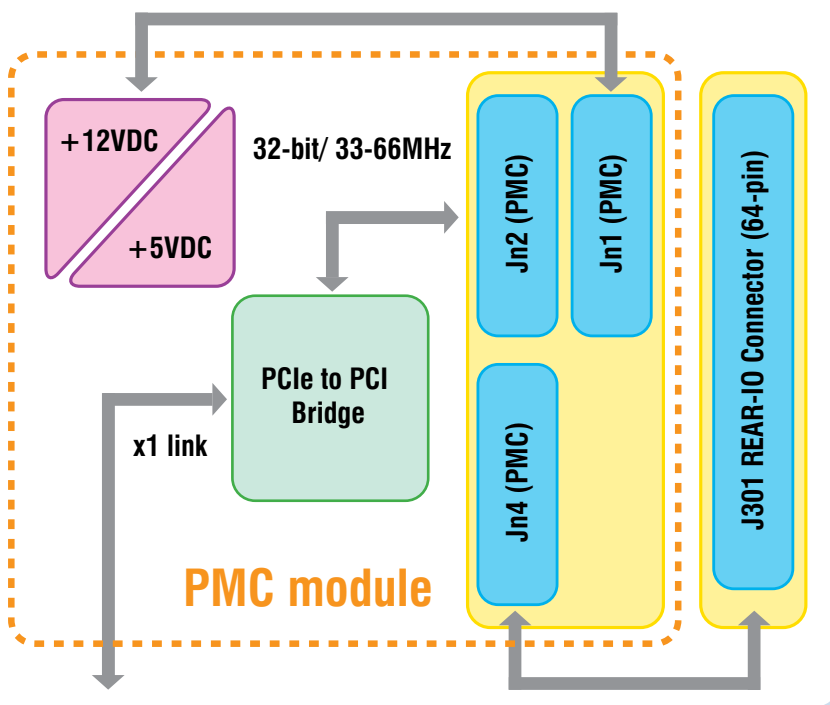 +12VDC
+5VDC
32-bit/ 33-66MHz
Jn2 (PMC)
Jn1 (PMC)
J301 REAR-IO Connector (64-pin)
PCIe to PCI
Bridge
x1 link
Jn4 (PMC)
PMC module